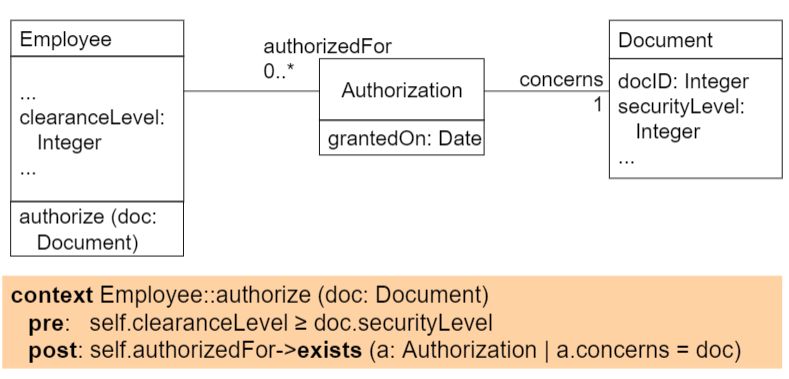 Employee
...
clearanceLevel:
Integer
...
authorize (doc:
Document)
authorizedFor
0..*
Authorization
grantedOn: Date
concerns
1
Document
docID: Integer
securityLevel:
Integer
...
context Employee::authorize (doc: Document)
pre: self.clearanceLevel ≥ doc.securityLevel
post: self.authorizedFor->exists (a: Authorization | a.concerns = doc)